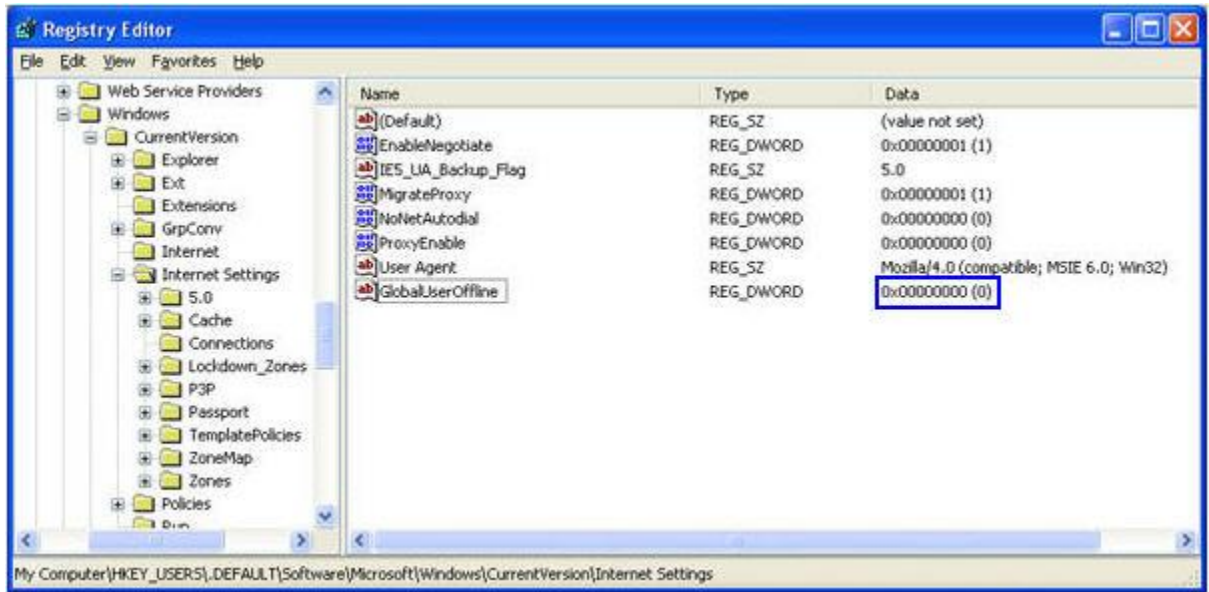 Registry Editor
File Edit View Favorites Help
Web Service Providers
Windows
CurrentVersion
Explorer
Ext
Extensions
GrpConv
Internet
Internet Settings
5.0
Cache
Connections
Lockdown_Zones
P3P
Passport
TemplatePolicies
ZoneMap
Zones
Policies
Run
Name Type Data
(Default) REG_SZ (value not set)
EnableNegotiate REG_DWORD 0x00000001 (1)
IE5_UA_Backup_Flag REG_SZ 5.0
MigrateProxy REG_DWORD 0x00000001 (1)
NoNetAutodial REG_DWORD 0x00000000 (0)
ProxyEnable REG_DWORD 0x00000000 (0)
User Agent REG_SZ Mozilla/4.0 (compatible; MSIE 6.0; Win32)
GlobalUserOffline REG_DWORD 0x00000000 (0)
My Computer\HKEY_USERS\.DEFAULT\Software\Microsoft\Windows\CurrentVersion\Internet Settings